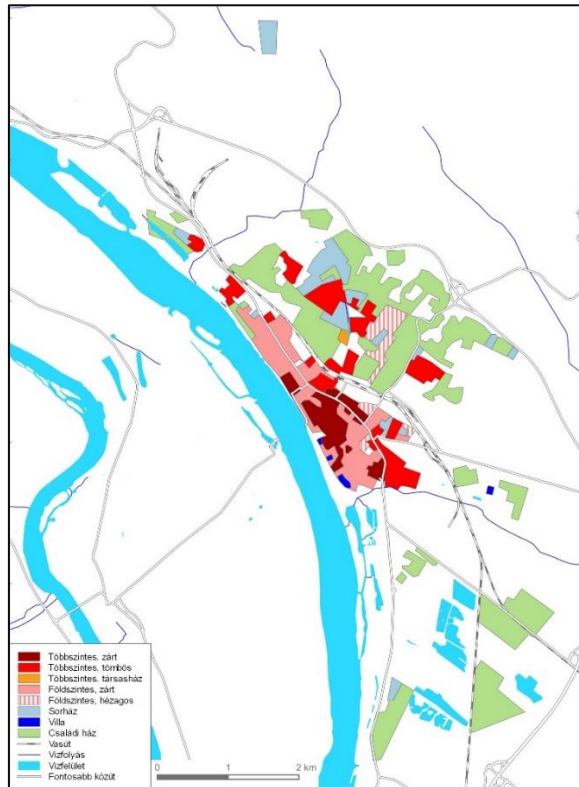 Többszintes, zárt
Többszintes, tömbös
Többszintes, társasház
Földszintes, zárt
Földszintes, hézagos
Sorház
Villa
Családi ház
Vasút
Vízfolyás
Vízfelület
Fontosabb közút
0 1 2 km